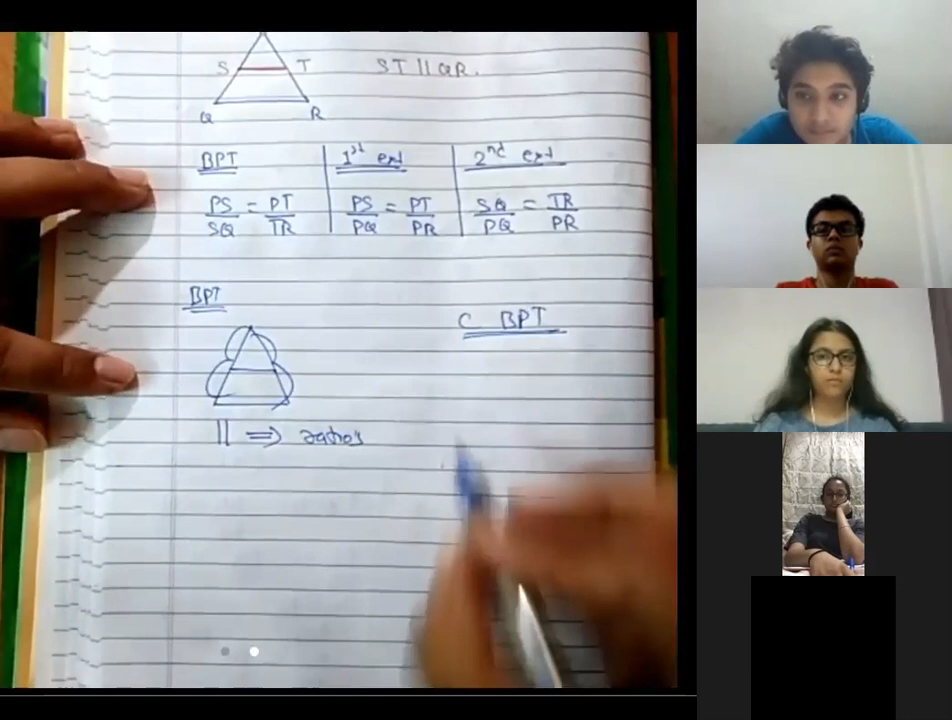 S T ST || QR.
Q R
BPT 1st ext 2nd ext
PS/SQ = PT/TR PS/PQ = PT/PR SQ/PQ = TR/PR
BPT C BPT
|| ⇒ ratios